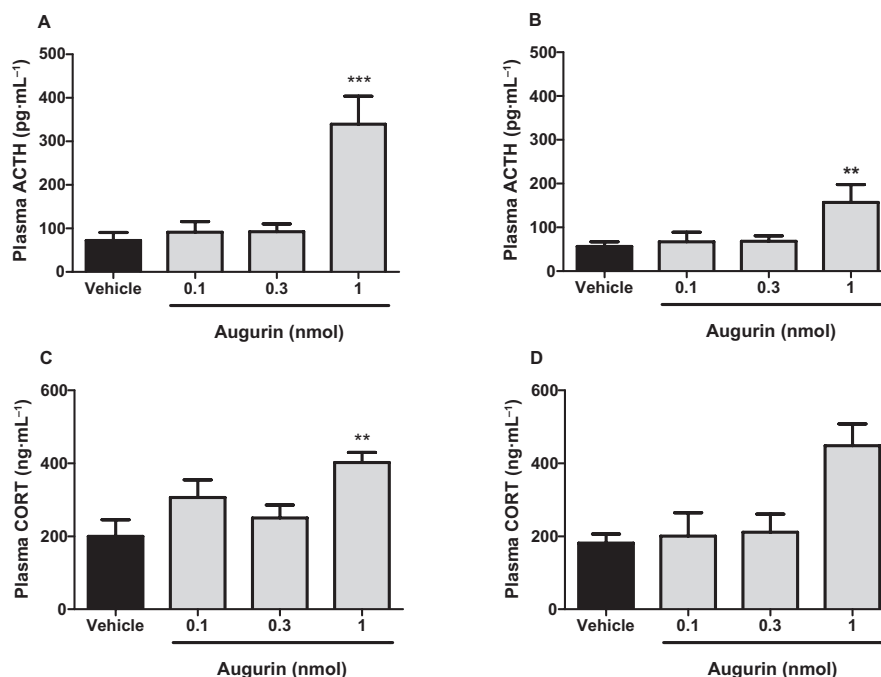 A
Plasma ACTH (pg·mL⁻¹)
500
400
300
200
100
0
***
Vehicle 0.1 0.3 1
Augurin (nmol)
B
Plasma ACTH (pg·mL⁻¹)
500
400
300
200
100
0
**
Vehicle 0.1 0.3 1
Augurin (nmol)
C
Plasma CORT (ng·mL⁻¹)
600
400
200
0
**
Vehicle 0.1 0.3 1
Augurin (nmol)
D
Plasma CORT (ng·mL⁻¹)
600
400
200
0
Vehicle 0.1 0.3 1
Augurin (nmol)